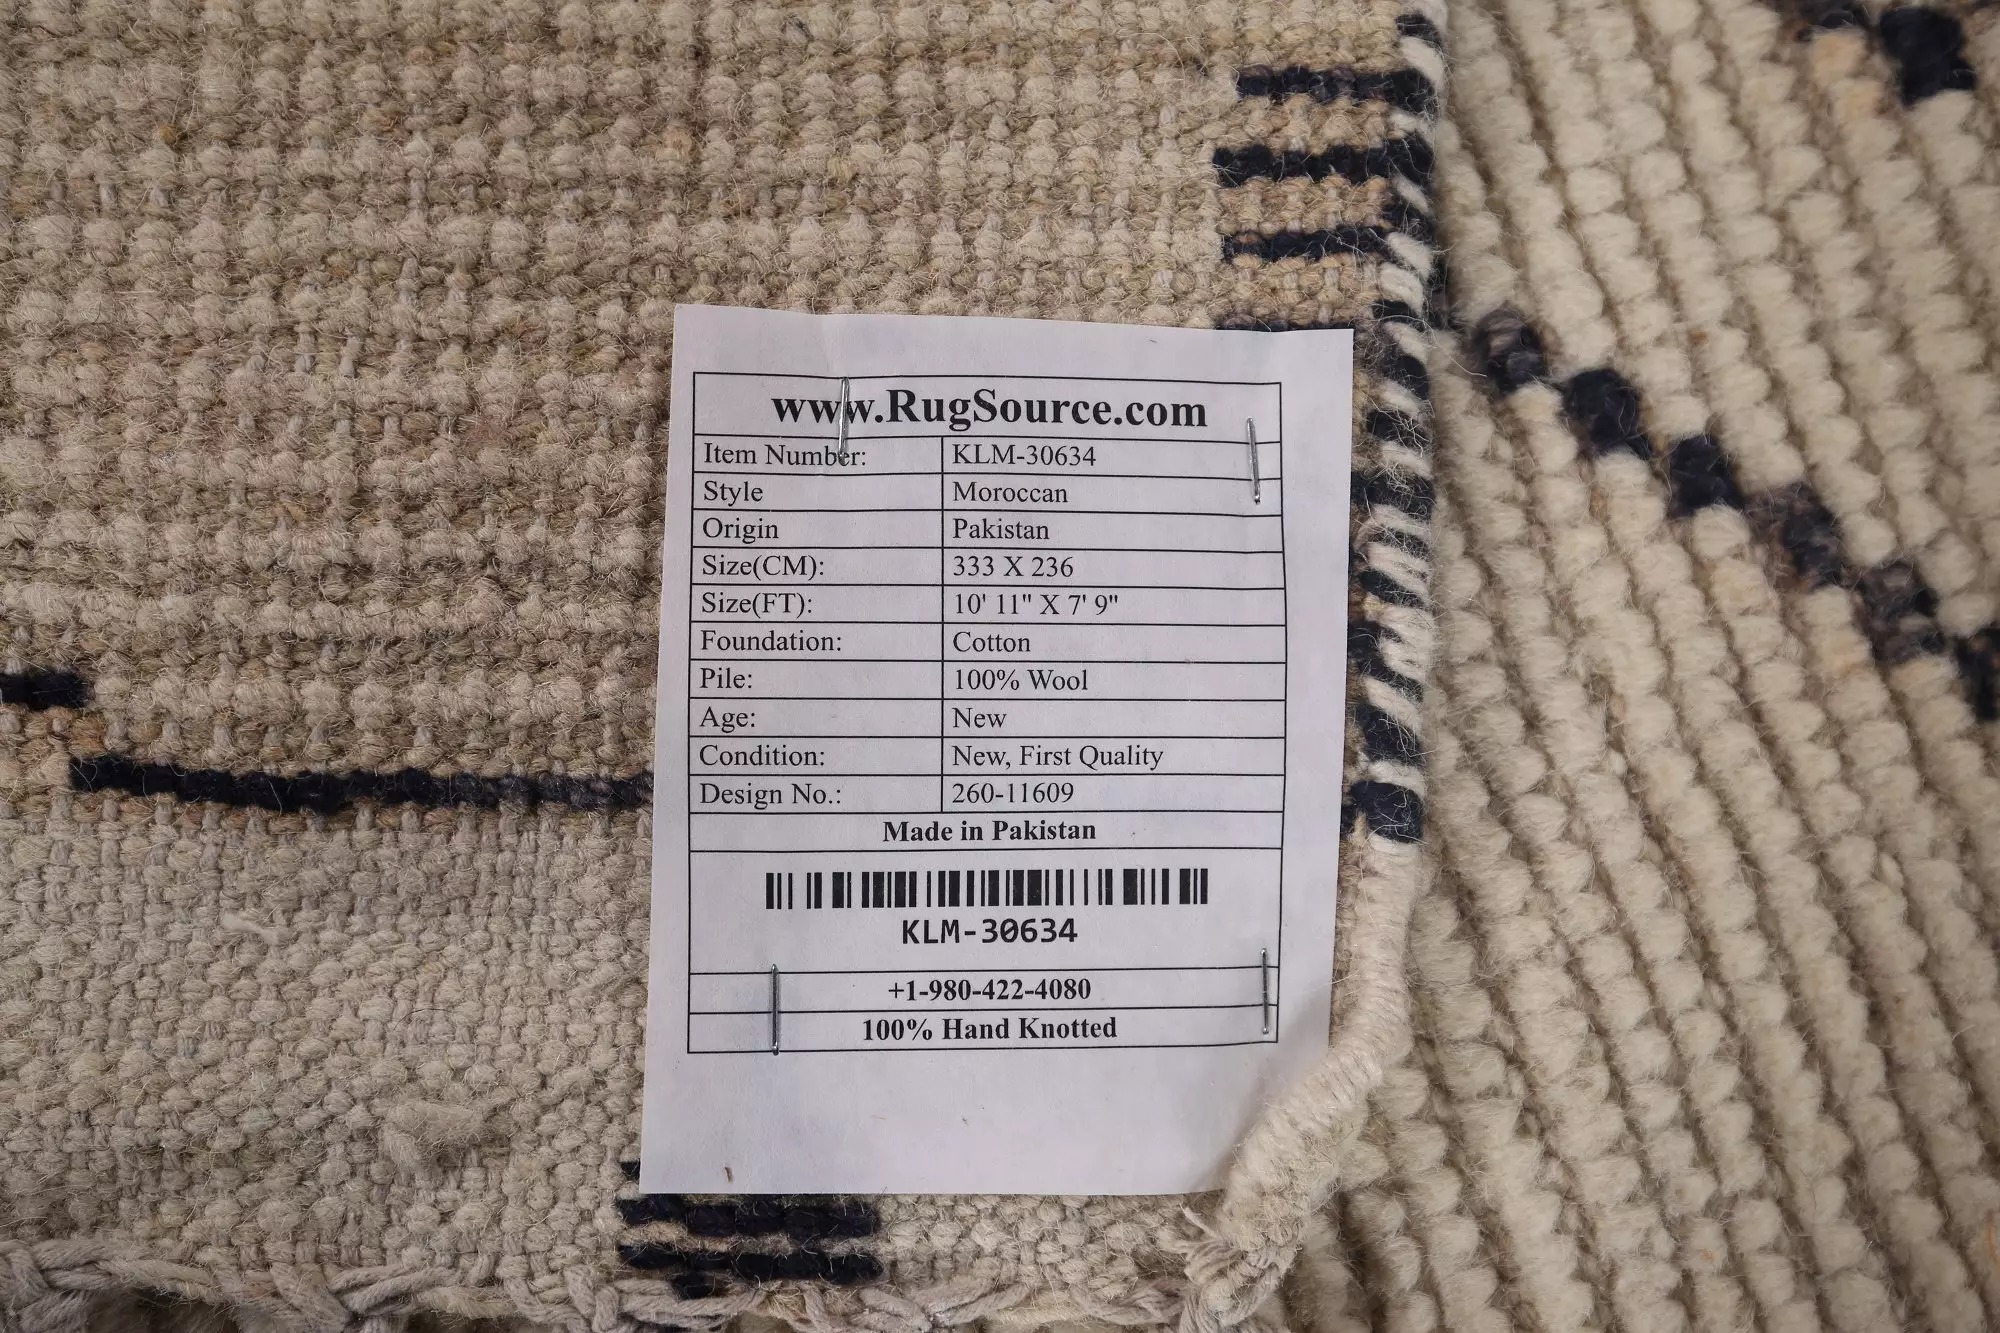 www.RugSource.com
Item Number: KLM-30634
Style Moroccan
Origin Pakistan
Size(CM): 333 X 236
Size(FT): 10' 11" X 7' 9"
Foundation: Cotton
Pile: 100% Wool
Age: New
Condition: New, First Quality
Design No.: 260-11609
Made in Pakistan
KLM-30634
+1-980-422-4080
100% Hand Knotted